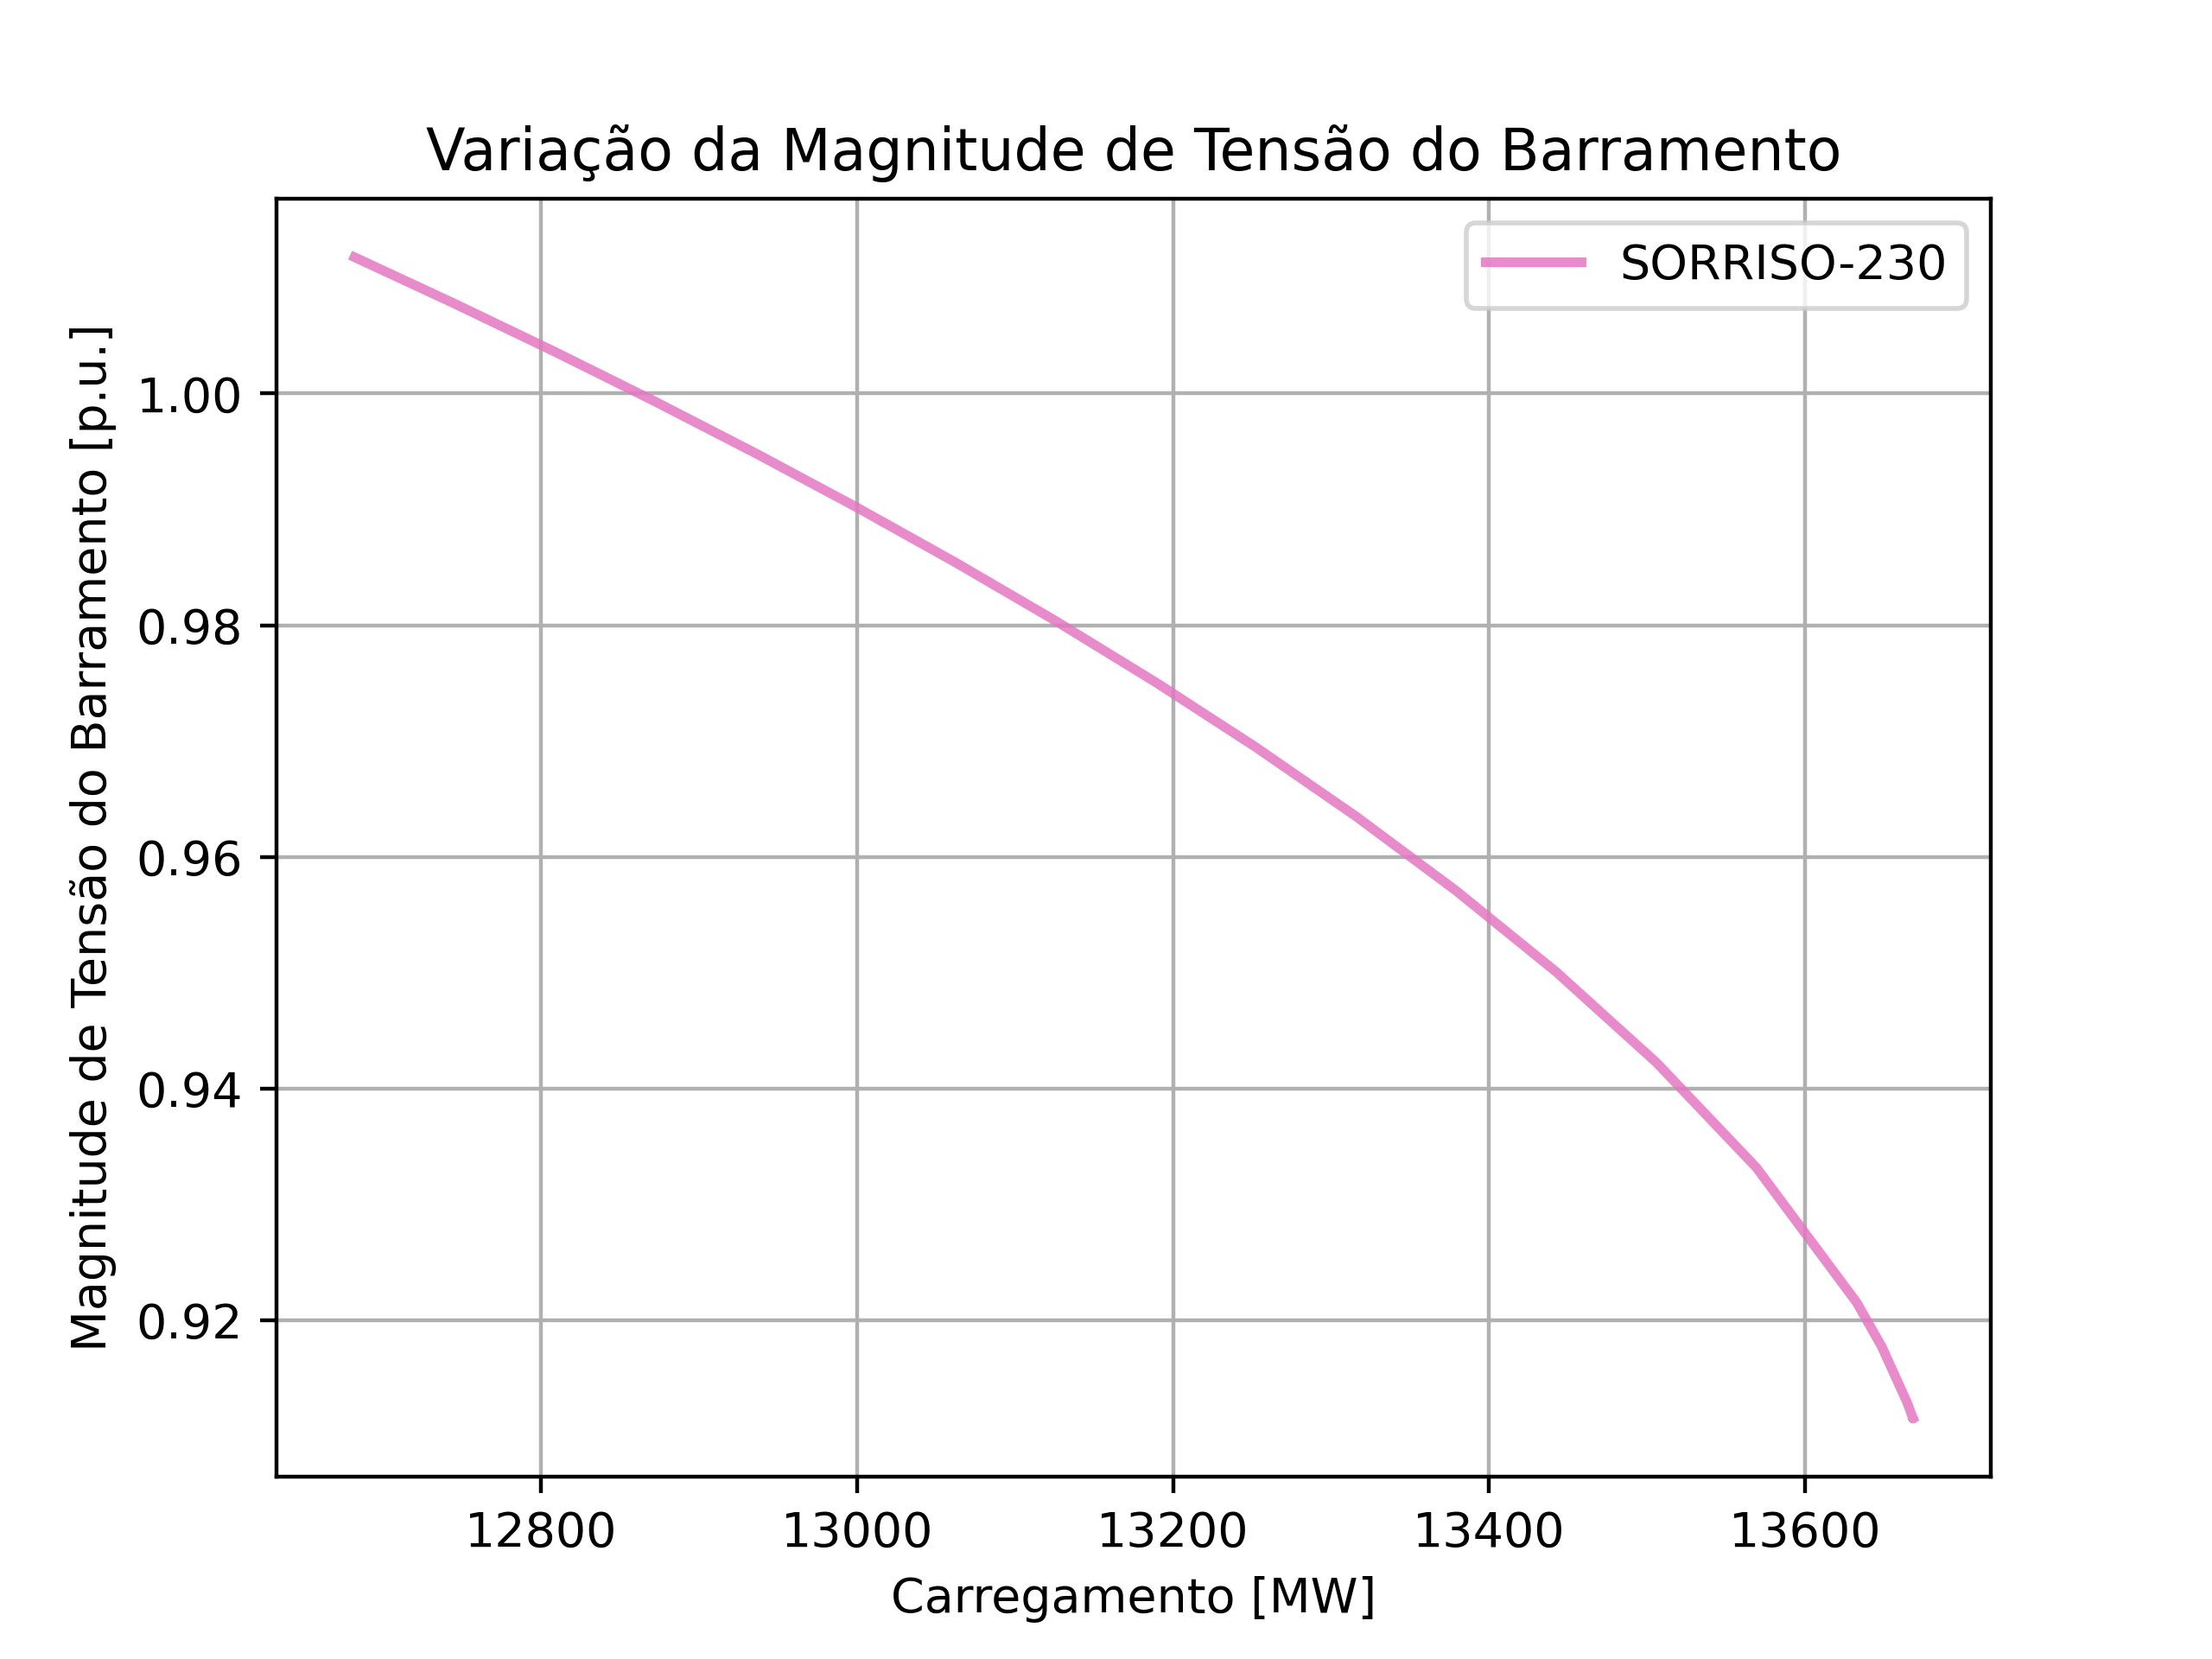 Variação da Magnitude de Tensão do Barramento
SORRISO-230
Magnitude de Tensão do Barramento [p.u.]
1.00
0.98
0.96
0.94
0.92
12800 13000 13200 13400 13600
Carregamento [MW]